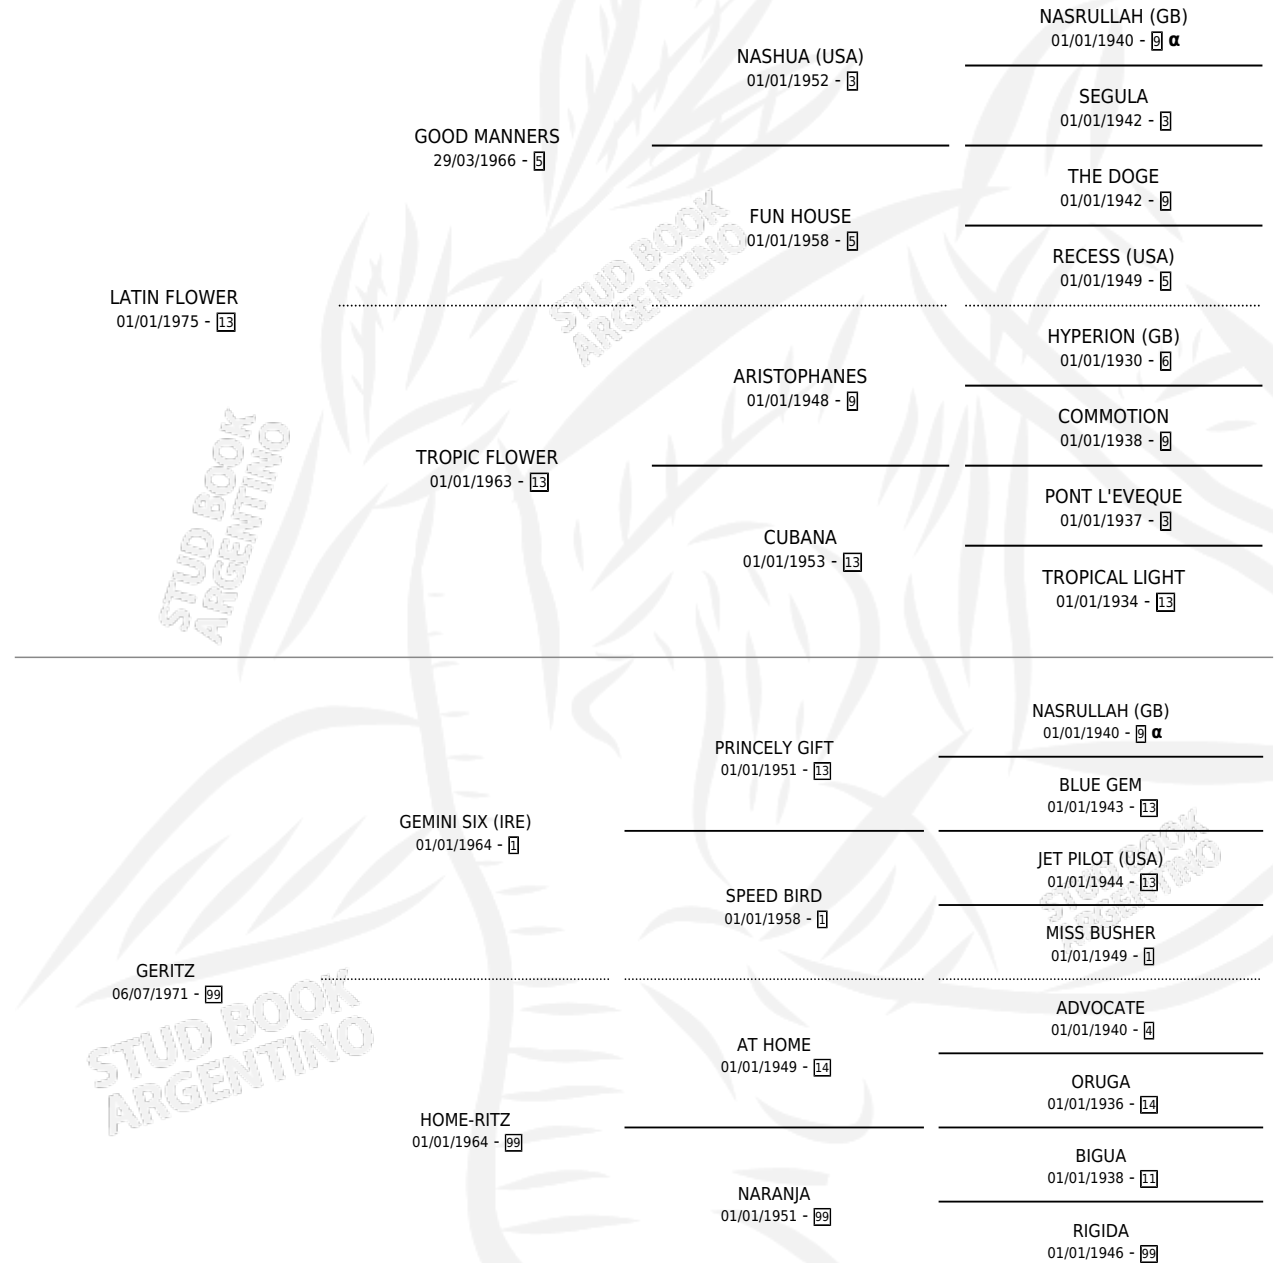 NASRULLAH (GB)
01/01/1940 - 9 α
NASHUA (USA)
01/01/1952 - 3
SEGULA
01/01/1942 - 3
GOOD MANNERS
29/03/1966 - 5
THE DOGE
01/01/1942 - 9
FUN HOUSE
01/01/1958 - 5
RECESS (USA)
01/01/1949 - 5
LATIN FLOWER
01/01/1975 - 13
HYPERION (GB)
01/01/1930 - 6
ARISTOPHANES
01/01/1948 - 9
COMMOTION
01/01/1938 - 9
TROPIC FLOWER
01/01/1963 - 13
PONT L'EVEQUE
01/01/1937 - 3
CUBANA
01/01/1953 - 13
TROPICAL LIGHT
01/01/1934 - 13
STUD BOOK
ARGENTINO
STUD BOOK
ARGENTINO
NASRULLAH (GB)
01/01/1940 - 9 α
PRINCELY GIFT
01/01/1951 - 13
BLUE GEM
01/01/1943 - 13
GEMINI SIX (IRE)
01/01/1964 - 1
JET PILOT (USA)
01/01/1944 - 13
SPEED BIRD
01/01/1958 - 1
MISS BUSHER
01/01/1949 - 1
GERITZ
06/07/1971 - 99
ADVOCATE
01/01/1940 - 4
AT HOME
01/01/1949 - 14
ORUGA
01/01/1936 - 14
HOME-RITZ
01/01/1964 - 99
BIGUA
01/01/1938 - 11
NARANJA
01/01/1951 - 99
RIGIDA
01/01/1946 - 99
STUD BOOK
ARGENTINO
STUD BOOK
ARGENTINO